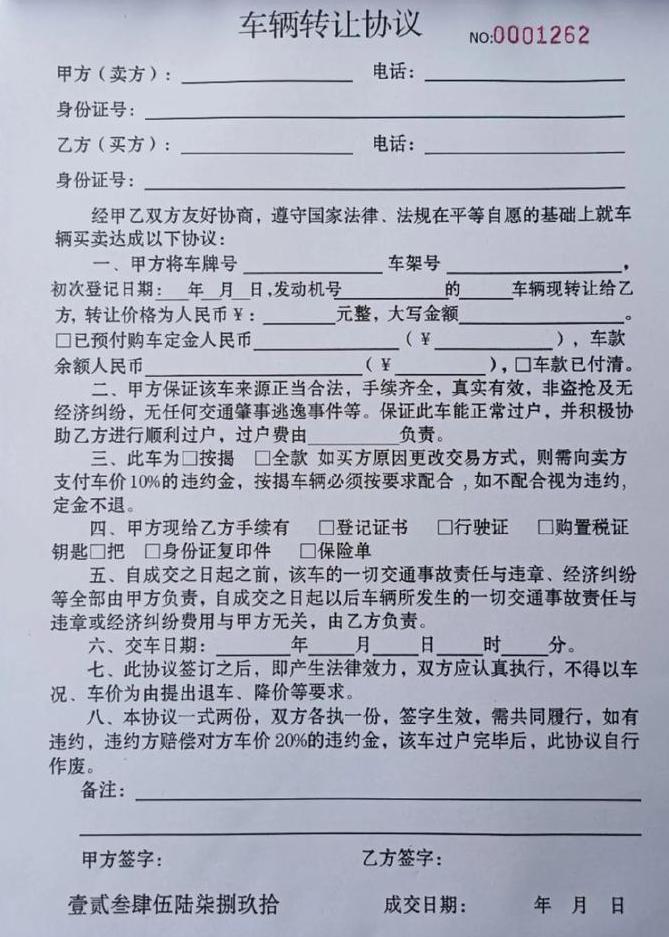 车辆转让协议 NO:0001262
甲方（卖方）：____________ 电话：____________
身份证号：____________
乙方（买方）：____________ 电话：____________
身份证号：____________
经甲乙双方友好协商，遵守国家法律、法规在平等自愿的基础上就车
辆买卖达成以下协议：
一、甲方将车牌号____________车架号____________，
初次登记日期：___年__月__日,发动机号________的_____车辆现转让给乙
方, 转让价格为人民币￥：______元整，大写金额____________。
□已预付购车定金人民币____________（￥________），车款
余额人民币____________（￥________），□车款已付清。
二、甲方保证该车来源正当合法，手续齐全，真实有效，非盗抢及无
经济纠纷，无任何交通肇事逃逸事件等。保证此车能正常过户，并积极协
助乙方进行顺利过户，过户费由________负责。
三、此车为□按揭 □全款 如买方原因更改交易方式，则需向卖方
支付车价10%的违约金，按揭车辆必须按要求配合，如不配合视为违约，
定金不退。
四、甲方现给乙方手续有 □登记证书 □行驶证 □购置税证
钥匙□把 □身份证复印件 □保险单
五、自成交之日起之前，该车的一切交通事故责任与违章、经济纠纷
等全部由甲方负责，自成交之日起以后车辆所发生的一切交通事故责任与
违章或经济纠纷费用与甲方无关，由乙方负责。
六、交车日期：______年____月____日____时____分。
七、此协议签订之后，即产生法律效力，双方应认真执行，不得以车
况、车价为由提出退车、降价等要求。
八、本协议一式两份，双方各执一份，签字生效，需共同履行，如有
违约，违约方赔偿对方车价20%的违约金，该车过户完毕后，此协议自行
作废。
备注：____________
甲方签字： 乙方签字：
壹贰叁肆伍陆柒捌玖拾 成交日期： 年 月 日